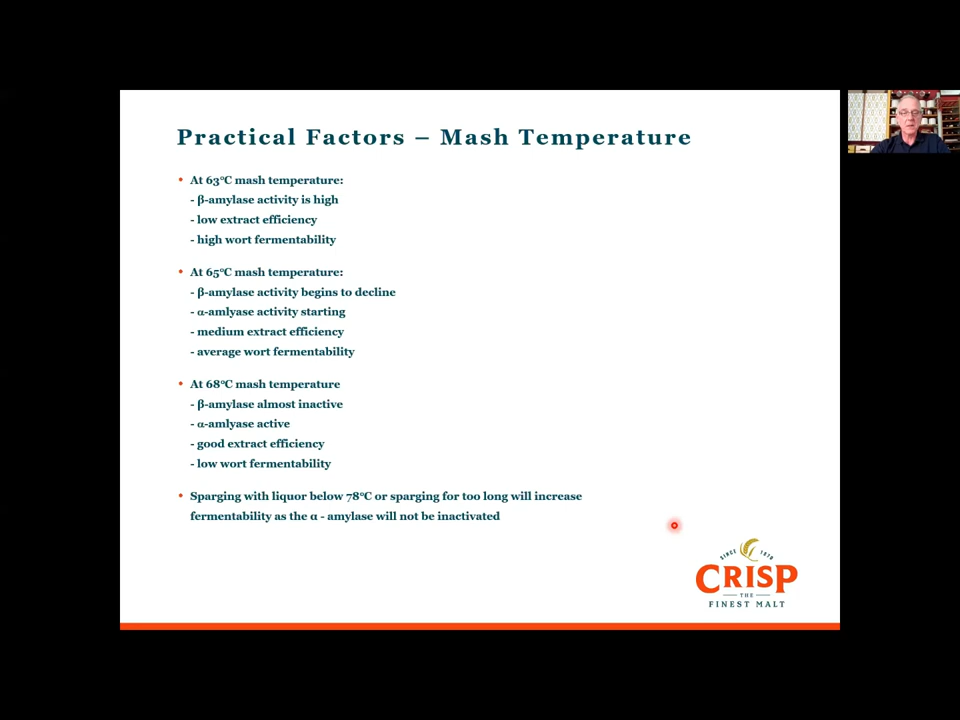 Practical Factors – Mash Temperature
• At 63°C mash temperature:
- β-amylase activity is high
- low extract efficiency
- high wort fermentability
• At 65°C mash temperature:
- β-amylase activity begins to decline
- α-amlyase activity starting
- medium extract efficiency
- average wort fermentability
• At 68°C mash temperature
- β-amylase almost inactive
- α-amlyase active
- good extract efficiency
- low wort fermentability
• Sparging with liquor below 78°C or sparging for too long will increase
fermentability as the α - amylase will not be inactivated
SINCE 1870
CRISP
THE
FINEST MALT